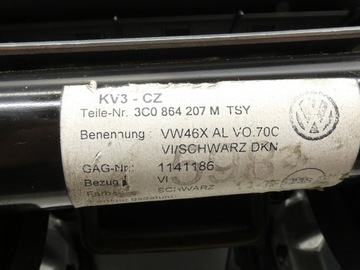 KV3 - CZ
Teile-Nr. 3C0 864 207 M TSY
Benennung : VW46X AL VO.70C
VI/SCHWARZ DKN
GAG-Nr.: 1141186
Bezug : VI
Farbe: SCHWARZ